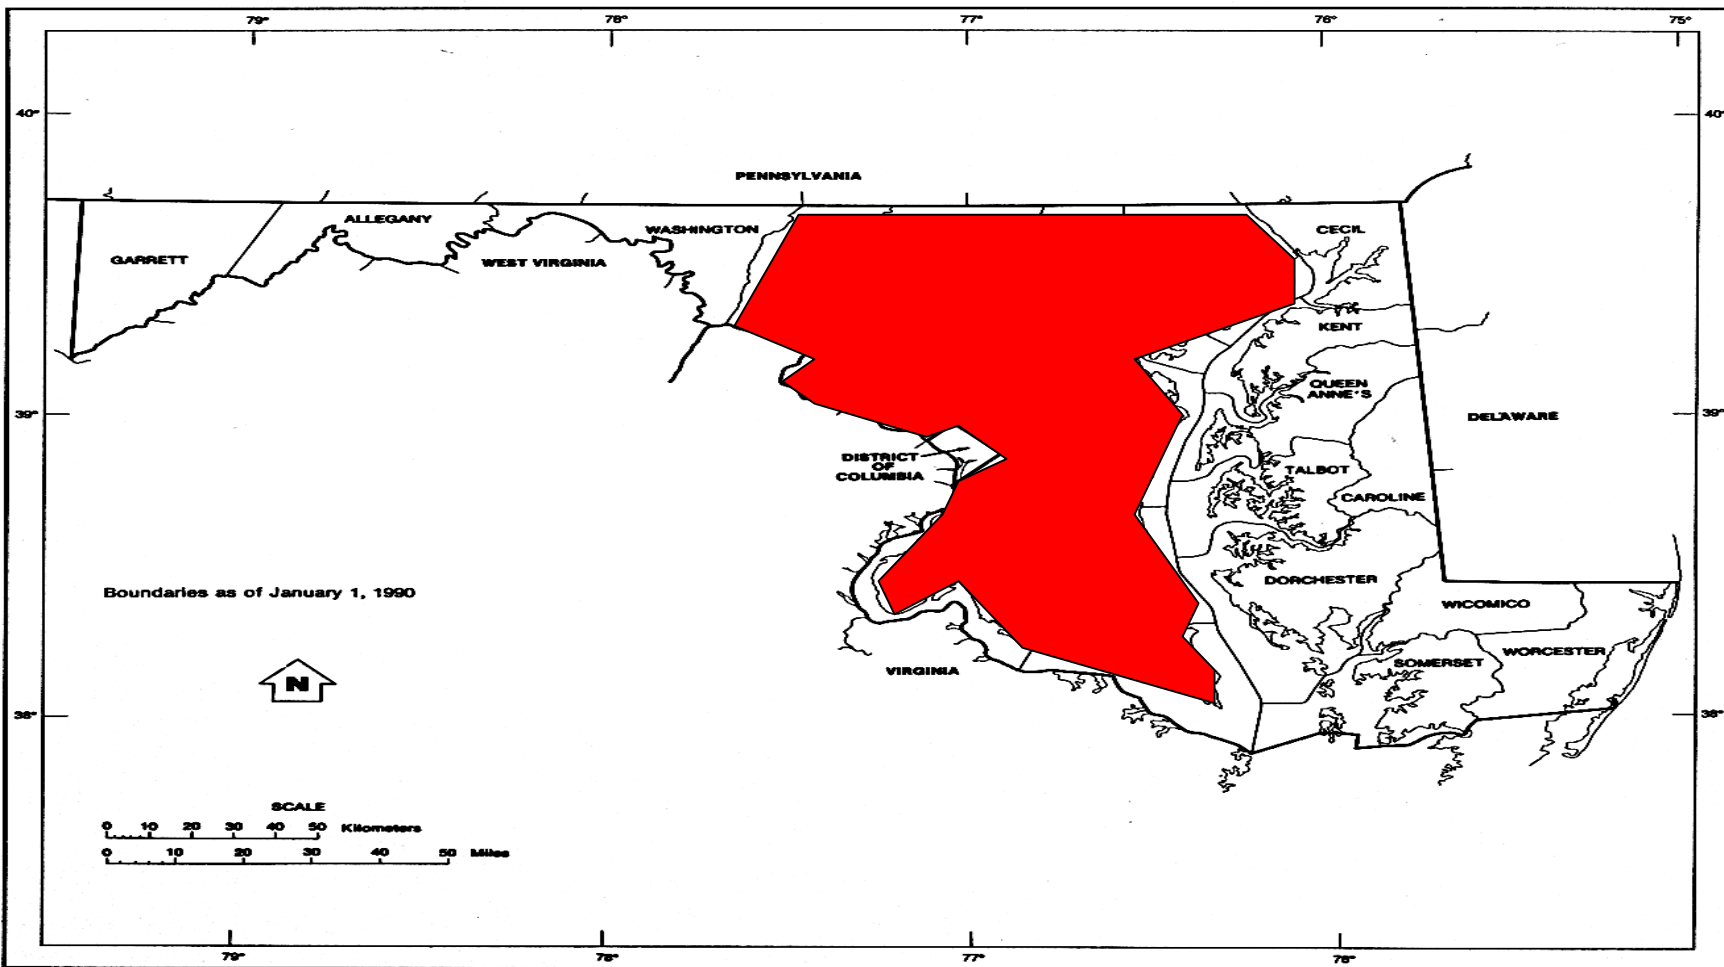 79° 78° 77° 76° 75°
40° 40°
PENNSYLVANIA
ALLEGANY
WASHINGTON
CECIL
GARRETT
WEST VIRGINIA
KENT
QUEEN
ANNE'S
39° 39°
DELAWARE
DISTRICT
OF
COLUMBIA
TALBOT
CAROLINE
DORCHESTER
Boundaries as of January 1, 1990
WICOMICO
WORCESTER
SOMERSET
VIRGINIA
N
38° 38°
SCALE
0 10 20 30 40 50 Kilometers
0 10 20 30 40 50 Miles
79° 78° 77° 76°